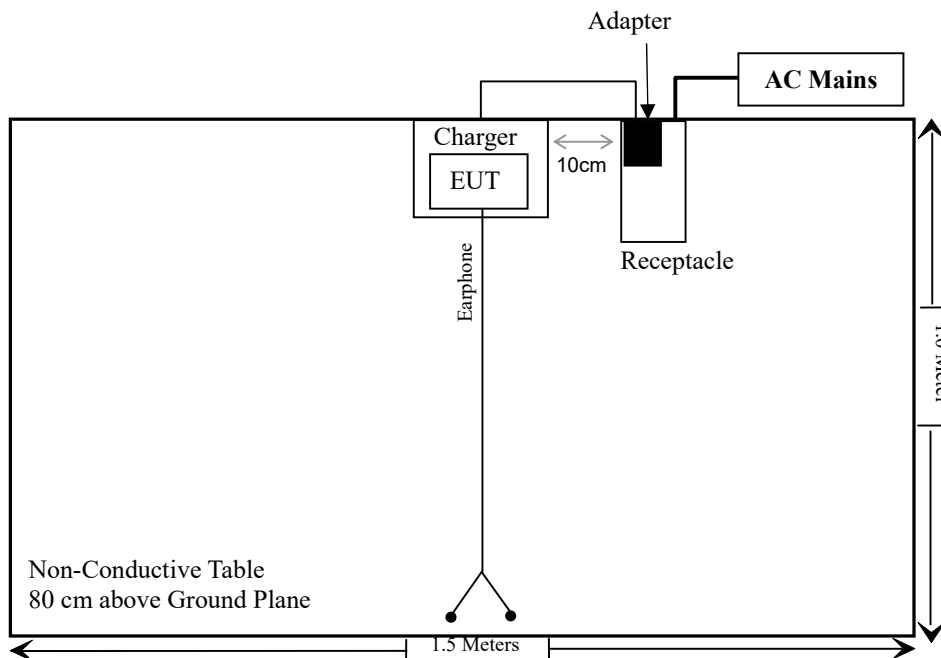 Adapter
AC Mains
Charger
EUT
10cm
Receptacle
Earphone
Non-Conductive Table
80 cm above Ground Plane
1.5 Meters